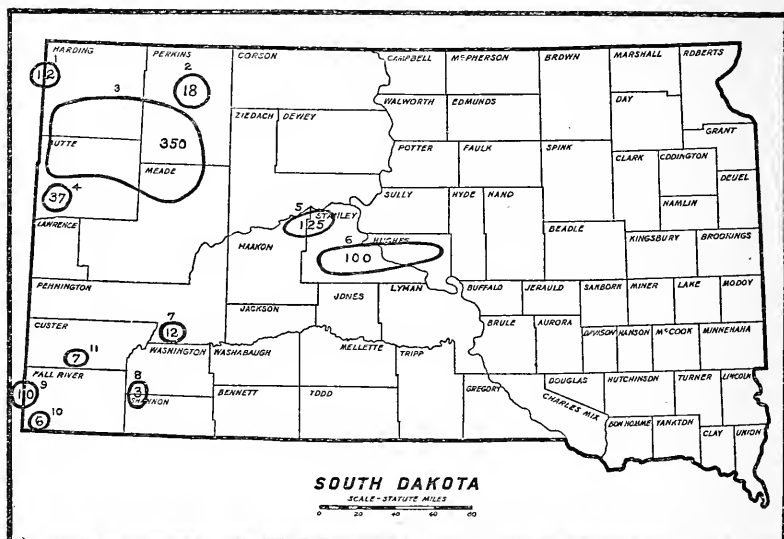 HARDING
PERKINS
CORSON
CAMPBELL
McPHERSON
BROWN
MARSHALL
ROBERTS
1
12
2
18
3
350
WALWORTH
EDMUNDS
DAY
ZIEDACH
DEWEY
GRANT
BUTTE
MEADE
POTTER
FAULK
SPINK
CLARK
CODINGTON
DEUEL
HAMLIN
4
37
LAWRENCE
5
125
STANLEY
SULLY
HYDE
HAND
6
100
HUGHES
HAAKON
BEADLE
KINGSBURY
BROOKINGS
PENNINGTON
JACKSON
JONES
LYMAN
BUFFALO
JERAULD
SANBORN
MINER
LAKE
MOODY
CUSTER
7
12
11
7
WASHINGTON
WASHABAUGH
MELLETTE
TRIPP
BRULE
AURORA
DAVISON
HANSON
McCOOK
MINNEHAHA
FALL RIVER
9
10
8
3
SHANNON
BENNETT
TODD
GREGORY
DOUGLAS
HUTCHINSON
TURNER
LINCOLN
CHARLES MIX
10
6
BON HOMME
YANKTON
CLAY
UNION
SOUTH DAKOTA
SCALE-STATUTE MILES
0 20 40 60 80